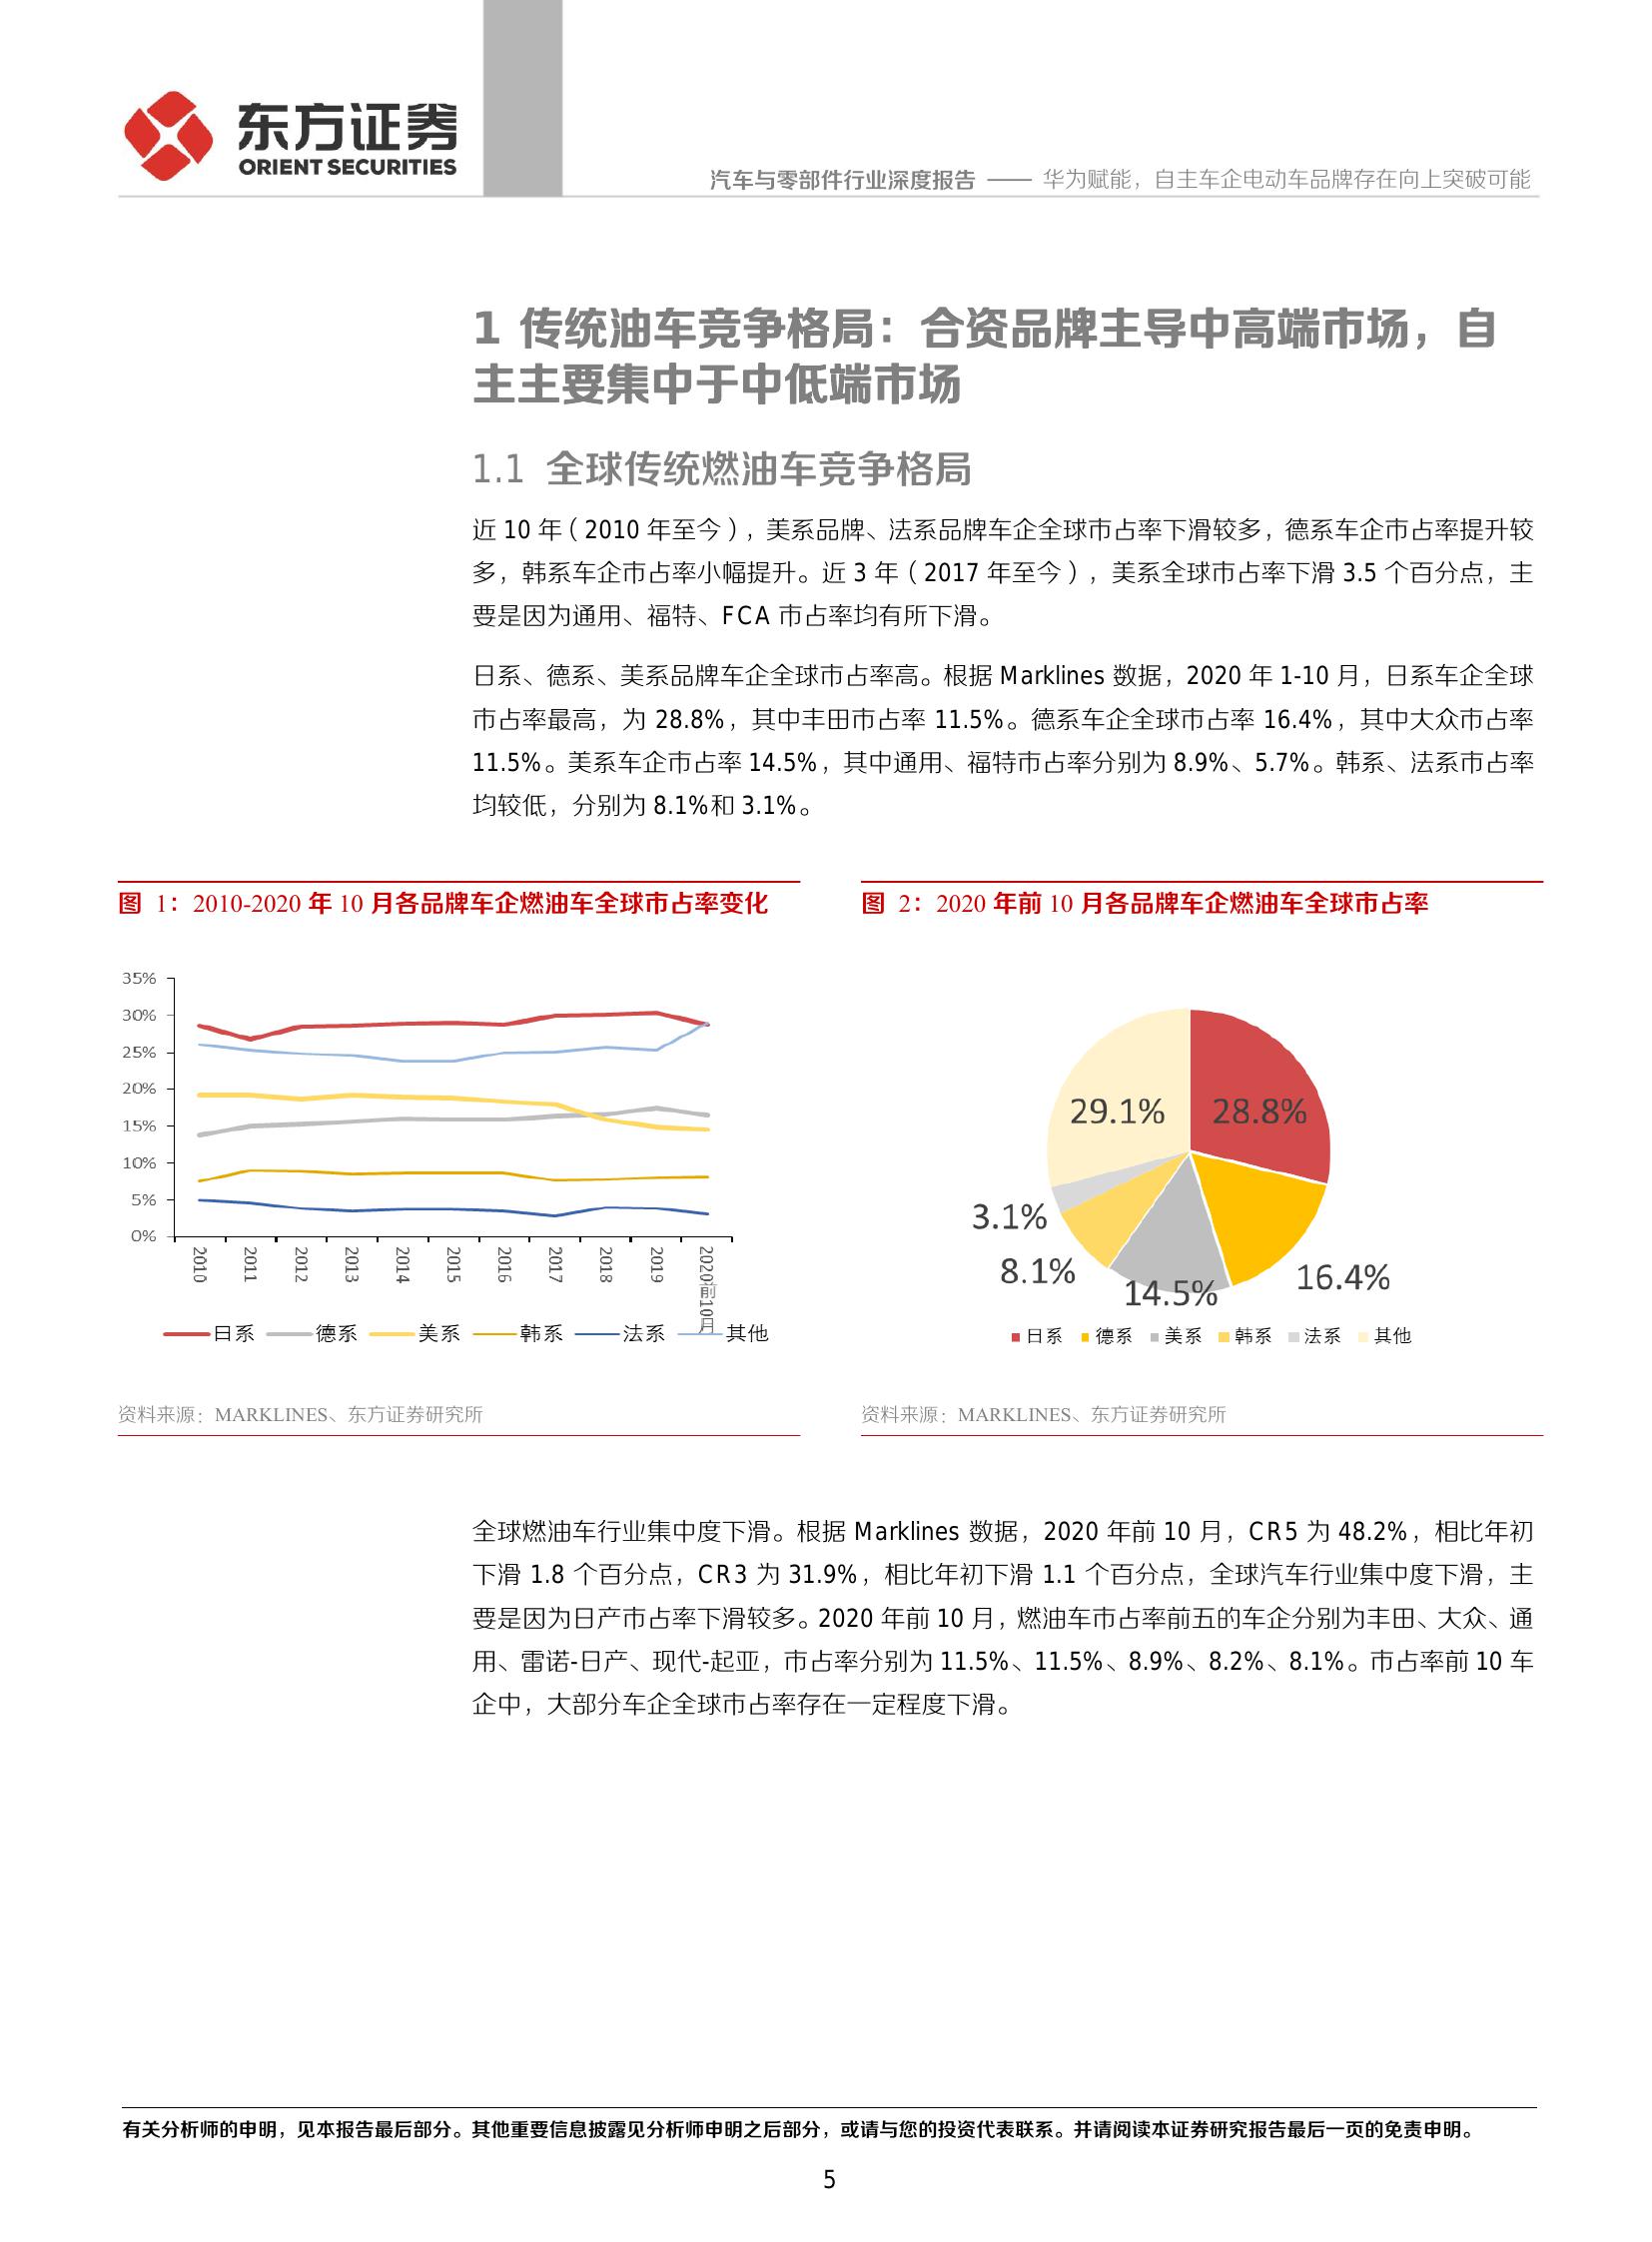 东方证券
ORIENT SECURITIES
汽车与零部件行业深度报告 —— 华为赋能，自主车企电动车品牌存在向上突破可能
1 传统油车竞争格局：合资品牌主导中高端市场，自
主主要集中于中低端市场
1.1 全球传统燃油车竞争格局
近 10 年（2010 年至今），美系品牌、法系品牌车企全球市占率下滑较多，德系车企市占率提升较
多，韩系车企市占率小幅提升。近 3 年（2017 年至今），美系全球市占率下滑 3.5 个百分点，主
要是因为通用、福特、FCA 市占率均有所下滑。
日系、德系、美系品牌车企全球市占率高。根据 Marklines 数据，2020 年 1-10 月，日系车企全球
市占率最高，为 28.8%，其中丰田市占率 11.5%。德系车企全球市占率 16.4%，其中大众市占率
11.5%。美系车企市占率 14.5%，其中通用、福特市占率分别为 8.9%、5.7%。韩系、法系市占率
均较低，分别为 8.1%和 3.1%。
图 1：2010-2020 年 10 月各品牌车企燃油车全球市占率变化
35%
30%
25%
20%
15%
10%
5%
0%
2010
2011
2012
2013
2014
2015
2016
2017
2018
2019
2020前10月
日系 德系 美系 韩系 法系 其他
资料来源：MARKLINES、东方证券研究所
图 2：2020 年前 10 月各品牌车企燃油车全球市占率
29.1% 28.8%
3.1%
8.1%
14.5%
16.4%
日系 德系 美系 韩系 法系 其他
资料来源：MARKLINES、东方证券研究所
全球燃油车行业集中度下滑。根据 Marklines 数据，2020 年前 10 月，CR5 为 48.2%，相比年初
下滑 1.8 个百分点，CR3 为 31.9%，相比年初下滑 1.1 个百分点，全球汽车行业集中度下滑，主
要是因为日产市占率下滑较多。2020 年前 10 月，燃油车市占率前五的车企分别为丰田、大众、通
用、雷诺-日产、现代-起亚，市占率分别为 11.5%、11.5%、8.9%、8.2%、8.1%。市占率前 10 车
企中，大部分车企全球市占率存在一定程度下滑。
有关分析师的申明，见本报告最后部分。其他重要信息披露见分析师申明之后部分，或请与您的投资代表联系。并请阅读本证券研究报告最后一页的免责申明。
5